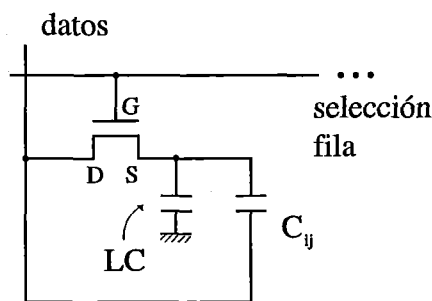 datos
G
selección
fila
D S
LC
C_ij